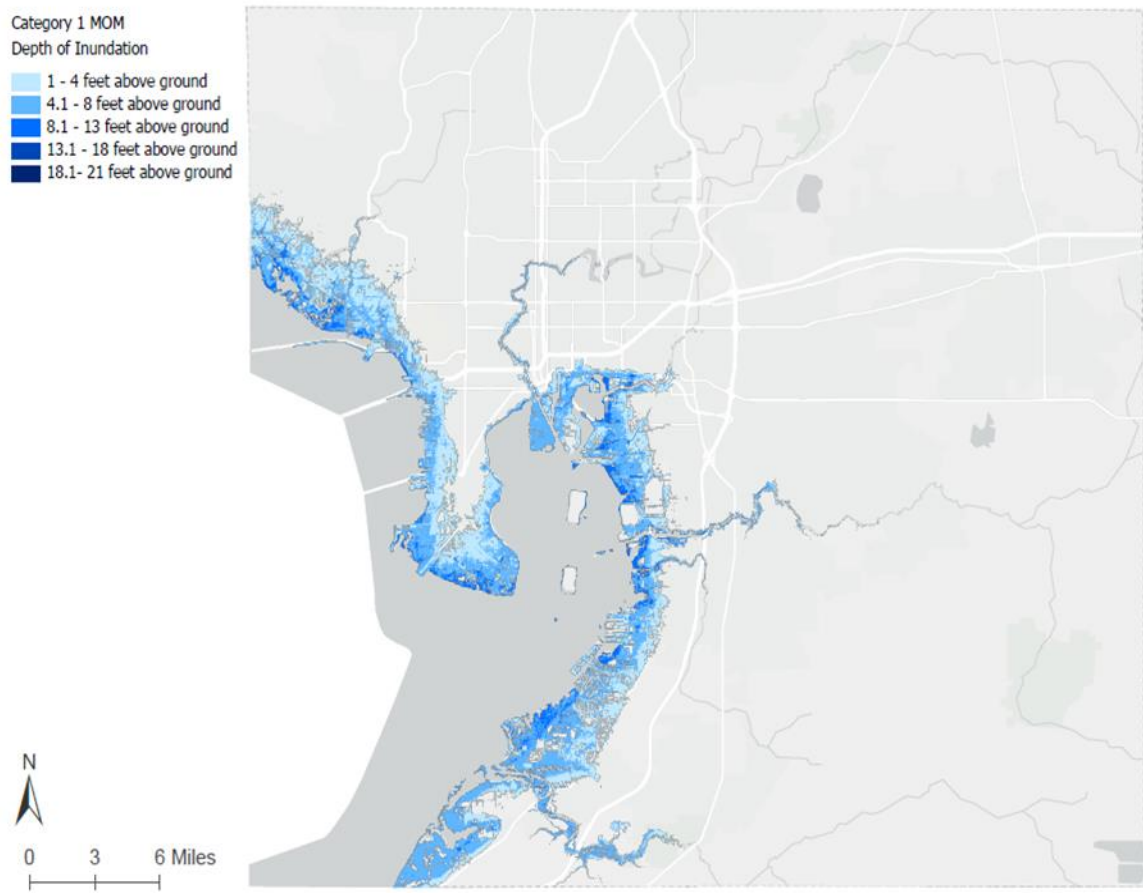 Category 1 MOM
Depth of Inundation
1 - 4 feet above ground
4.1 - 8 feet above ground
8.1 - 13 feet above ground
13.1 - 18 feet above ground
18.1- 21 feet above ground
N
0 3 6 Miles